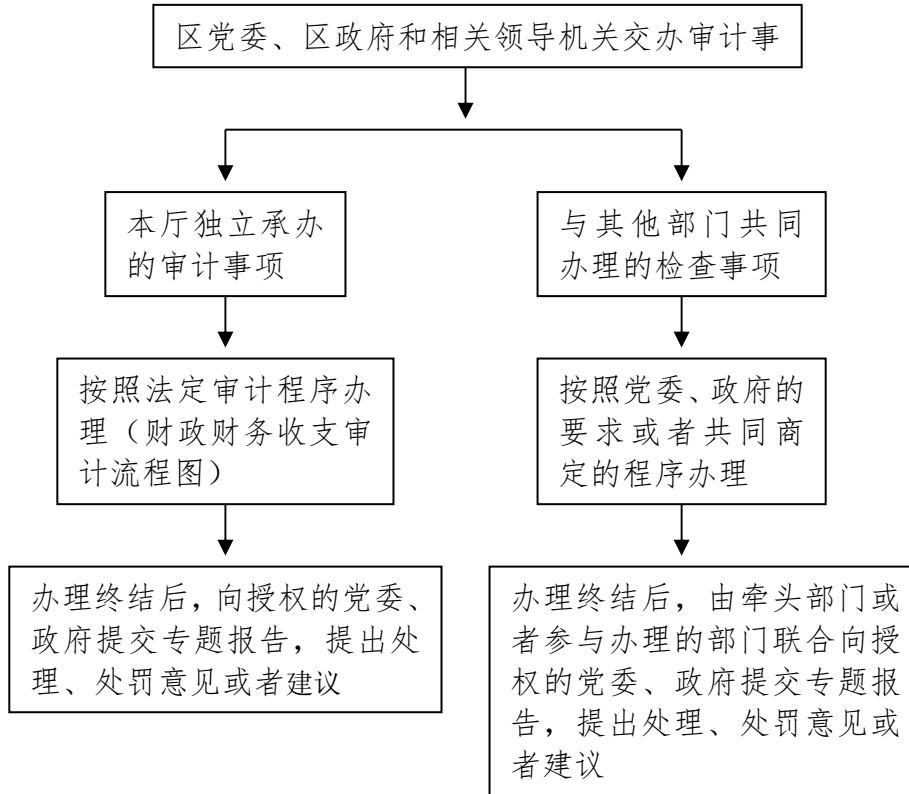 区党委、区政府和相关领导机关交办审计事
本厅独立承办
的审计事项
与其他部门共同
办理的检查事项
按照法定审计程序办
理（财政财务收支审
计流程图）
按照党委、政府的
要求或者共同商
定的程序办理
办理终结后，向授权的党委、
政府提交专题报告，提出处
理、处罚意见或者建议
办理终结后，由牵头部门或
者参与办理的部门联合向授
权的党委、政府提交专题报
告，提出处理、处罚意见或
者建议